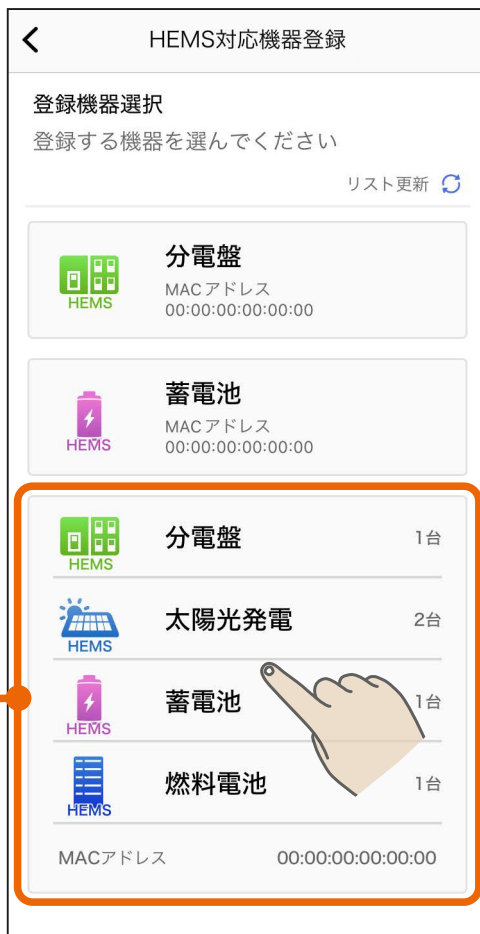 HEMS対応機器登録
登録機器選択
登録する機器を選んでください
リスト更新
分電盤
HEMS
MACアドレス
00:00:00:00:00:00
蓄電池
HEMS
MACアドレス
00:00:00:00:00:00
分電盤 1台
HEMS
太陽光発電 2台
HEMS
蓄電池 1台
HEMS
燃料電池 1台
HEMS
MACアドレス 00:00:00:00:00:00